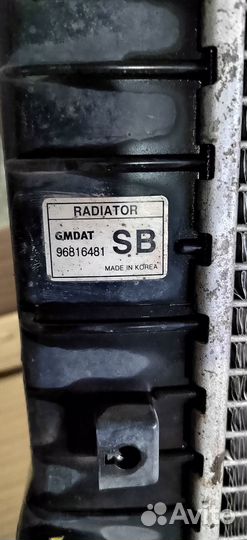 RADIATOR
GMDAT
96816481 SB
MADE IN KOREA
Avito